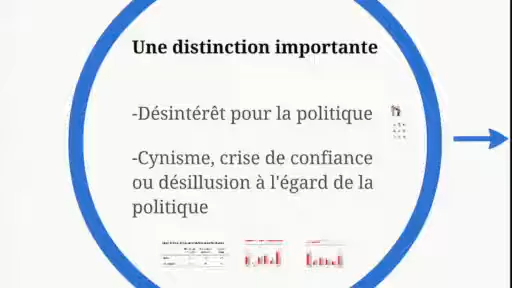 Une distinction importante
-Désintérêt pour la politique
-Cynisme, crise de confiance
ou désillusion à l'égard de la
politique